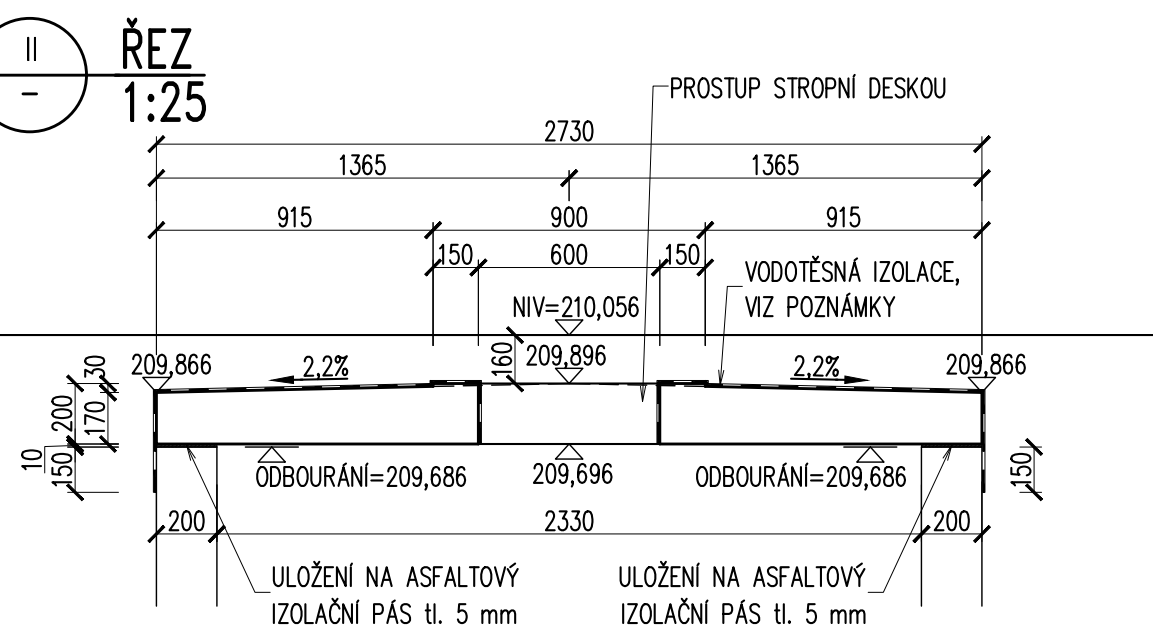 II
–
ŘEZ
1:25
PROSTUP STROPNÍ DESKOU
2730
1365 1365
915 900 915
150 600 150
VODOTĚSNÁ IZOLACE,
VIZ POZNÁMKY
NIV=210,056
160
209,866 2,2% 209,896 2,2% 209,866
30
200
170
10
150
150
ODBOURÁNÍ=209,686 209,696 ODBOURÁNÍ=209,686
200 2330 200
ULOŽENÍ NA ASFALTOVÝ
IZOLAČNÍ PÁS tl. 5 mm
ULOŽENÍ NA ASFALTOVÝ
IZOLAČNÍ PÁS tl. 5 mm